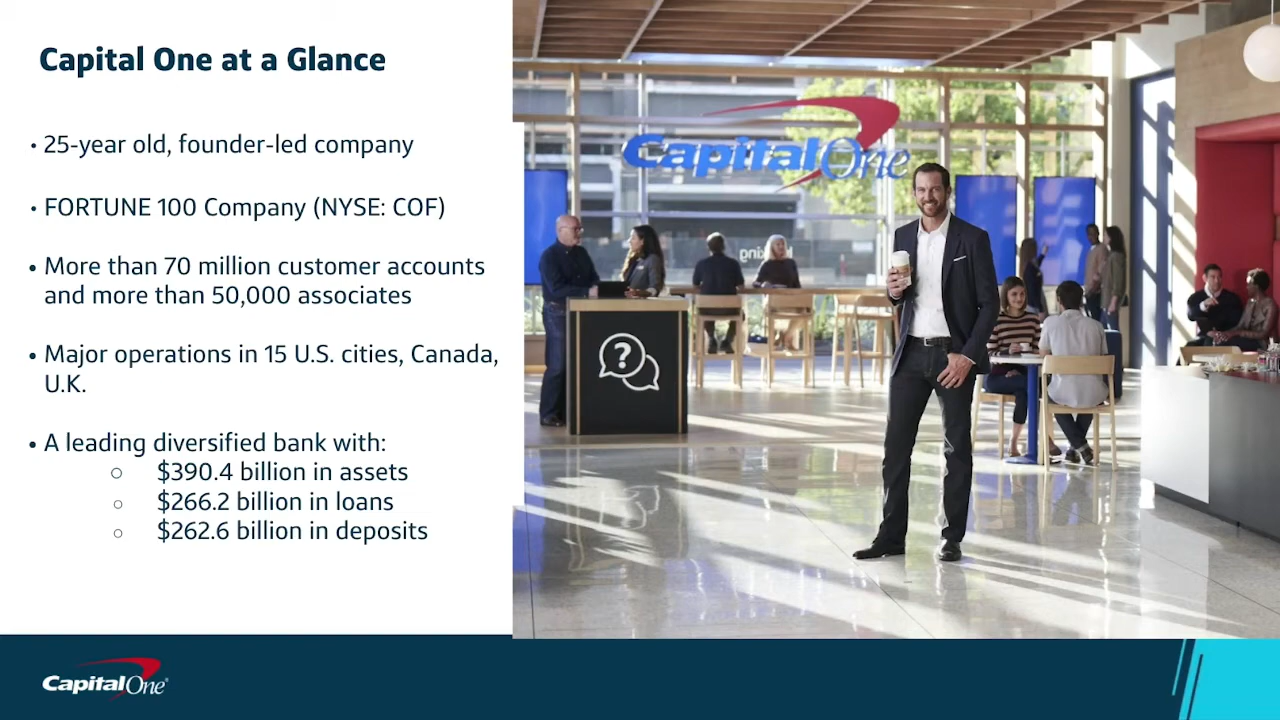 Capital One at a Glance
• 25-year old, founder-led company
• FORTUNE 100 Company (NYSE: COF)
• More than 70 million customer accounts
and more than 50,000 associates
• Major operations in 15 U.S. cities, Canada,
U.K.
• A leading diversified bank with:
○ $390.4 billion in assets
○ $266.2 billion in loans
○ $262.6 billion in deposits
Capital One
?
Capital One®